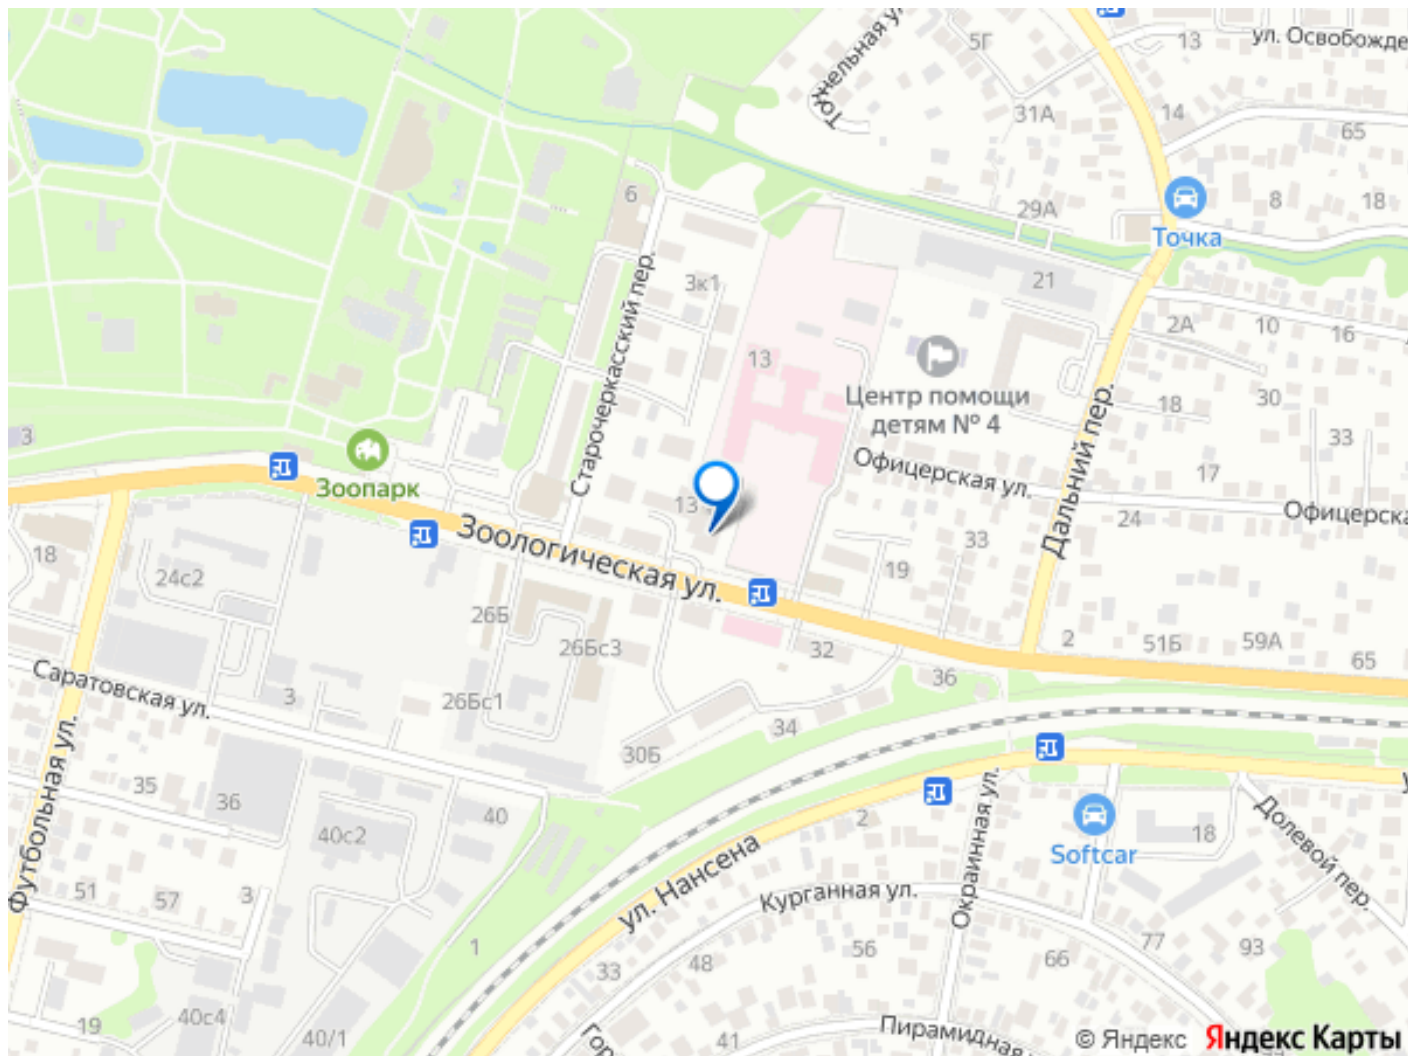 5Г
13
ул. Освобожде
Тоннельная у
31А
14
65
6
29А
8
18
Точка
3к1
21
2А
10
16
Старочеркасский пер.
13
Центр помощи
детям № 4
18
30
3
33
Зоопарк
Офицерская ул.
17
Дальний пер.
13
24
Офицерска
Зоологическая ул.
18
24с2
19
33
26Б
26Бс3
32
2
51Б
59А
65
36
Саратовская ул.
3
26Бс1
34
30Б
Футбольная ул.
35
36
40с2
40
2
Softcar
18
Долевой пер.
ул. Нансена
Окраинная ул.
Курганная ул.
51
57
3
1
56
48
33
77
66
93
19
40с4
40/1
Гор
41
Пирамидная
© Яндекс
Яндекс Карты